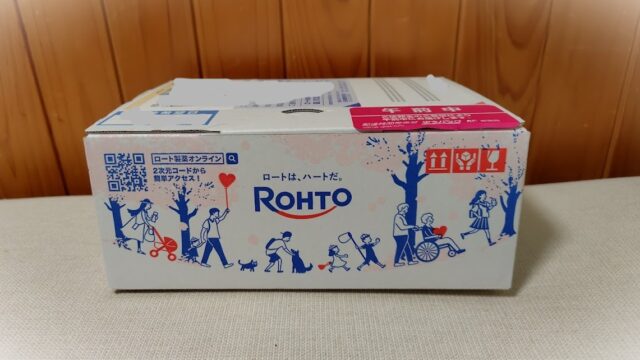 午前中
ロート製薬オンライン
2次元コードから
簡単アクセス!
ロートは、ハートだ。
ROHTO